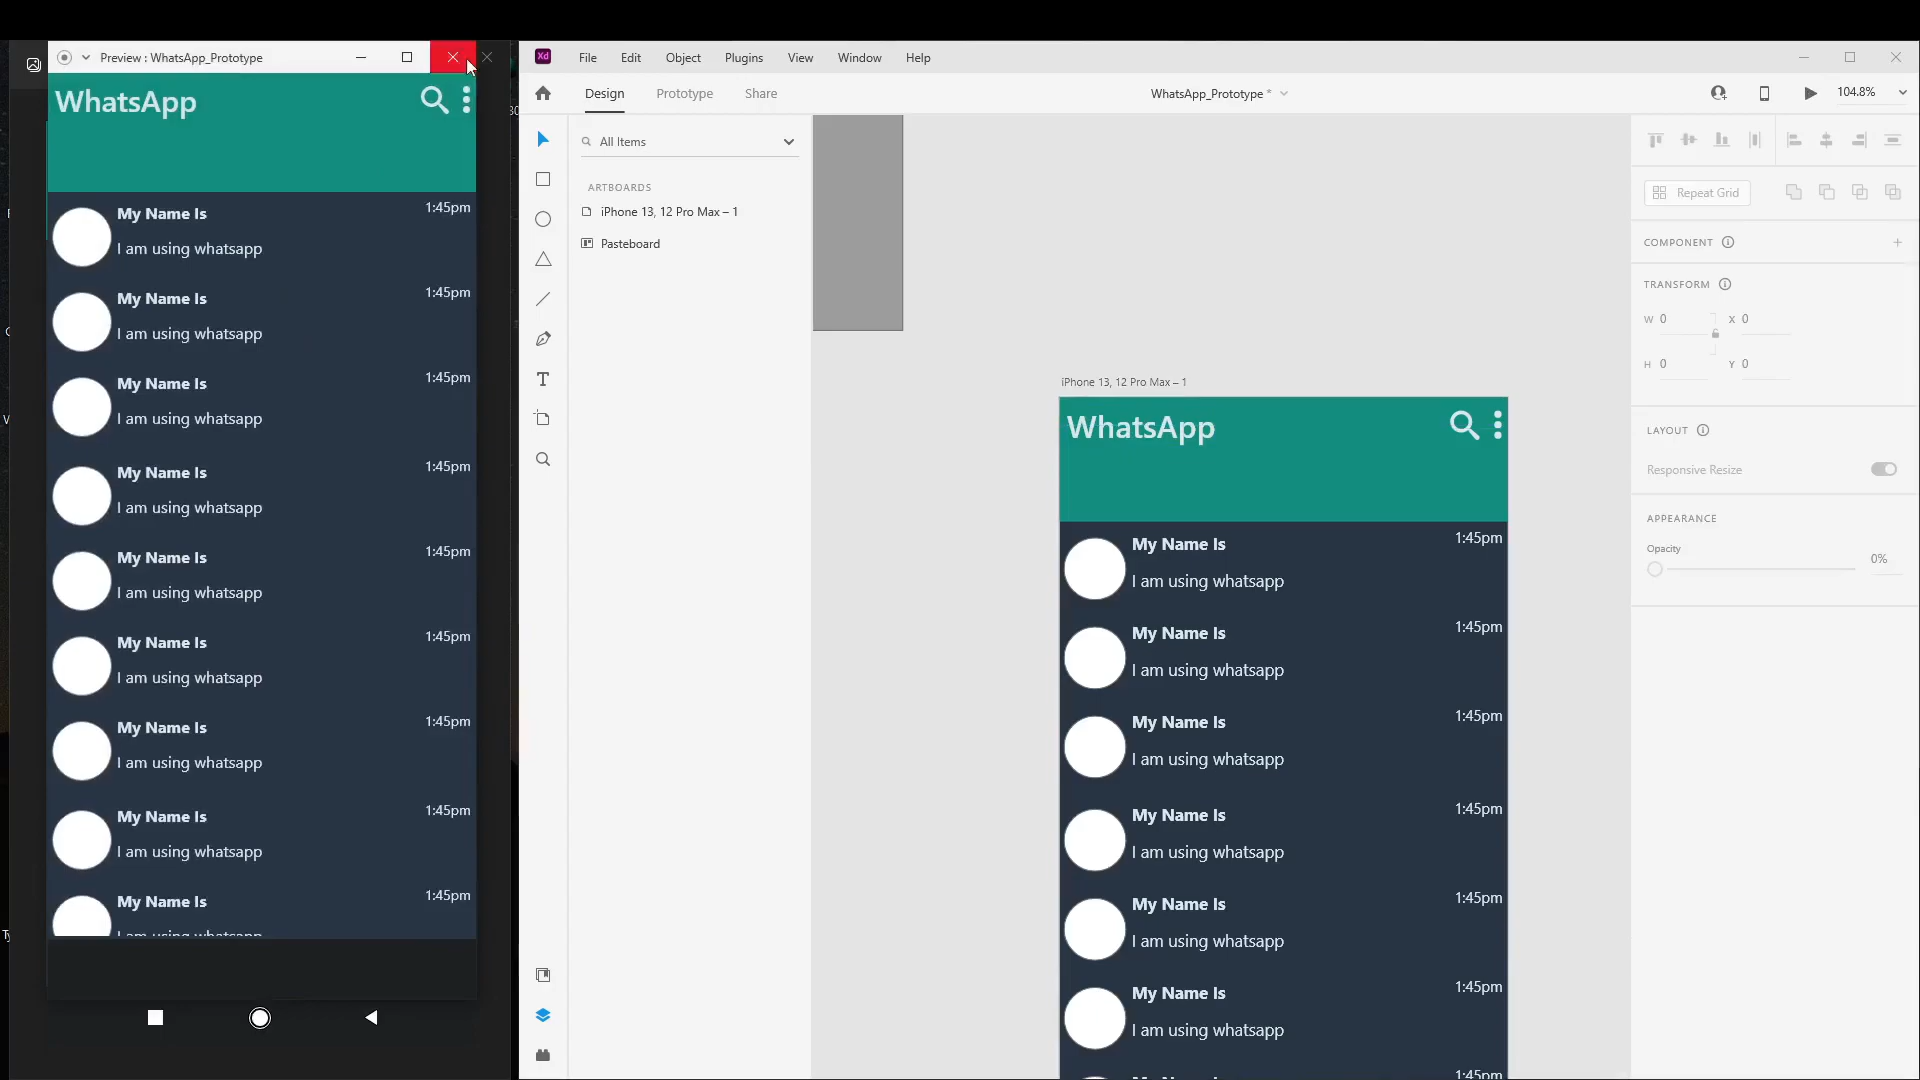 Preview : WhatsApp_Prototype
WhatsApp
My Name Is
1:45pm
I am using whatsapp
My Name Is
1:45pm
I am using whatsapp
My Name Is
1:45pm
I am using whatsapp
My Name Is
1:45pm
I am using whatsapp
My Name Is
1:45pm
I am using whatsapp
My Name Is
1:45pm
I am using whatsapp
My Name Is
1:45pm
I am using whatsapp
My Name Is
1:45pm
I am using whatsapp
My Name Is
1:45pm
I am using whatsapp
Xd
File Edit Object Plugins View Window Help
Design Prototype Share
WhatsApp_Prototype *
104.8%
All Items
ARTBOARDS
iPhone 13, 12 Pro Max – 1
Pasteboard
iPhone 13, 12 Pro Max – 1
WhatsApp
My Name Is
1:45pm
I am using whatsapp
My Name Is
1:45pm
I am using whatsapp
My Name Is
1:45pm
I am using whatsapp
My Name Is
1:45pm
I am using whatsapp
My Name Is
1:45pm
I am using whatsapp
My Name Is
1:45pm
I am using whatsapp
1:45pm
Repeat Grid
COMPONENT
TRANSFORM
W 0 X 0
H 0 Y 0
LAYOUT
Responsive Resize
APPEARANCE
Opacity
0%